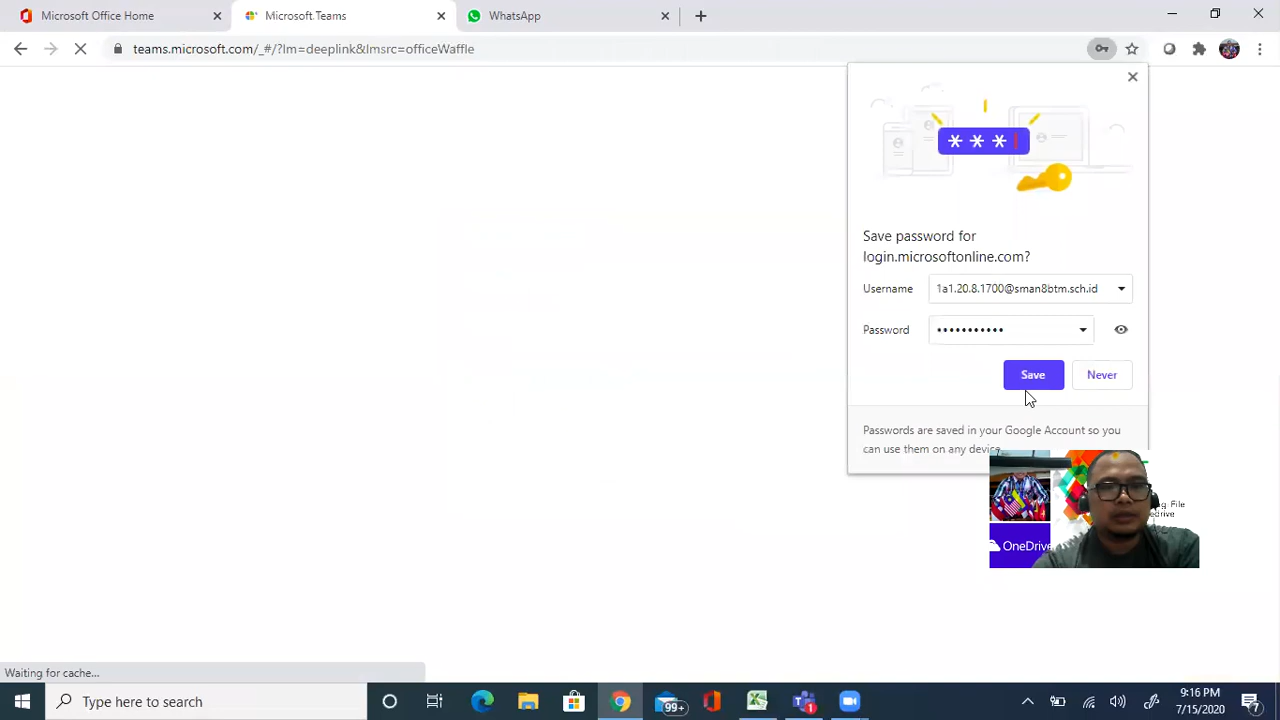 Microsoft Office Home
Microsoft Teams
WhatsApp
teams.microsoft.com/_#/?lm=deeplink&lmsrc=officeWaffle
Save password for
login.microsoftonline.com?
Username
1a1.20.8.1700@sman8btm.sch.id
Password
•••••••••••
Save
Never
Passwords are saved in your Google Account so you
can use them on any device.
File
OneDrive
Waiting for cache...
Type here to search
99+
1
9:16 PM
7/15/2020
7